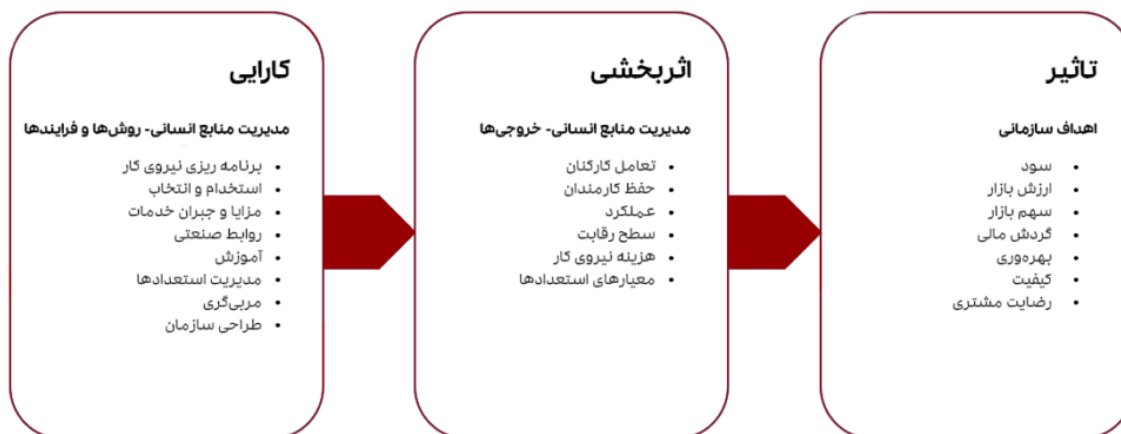 کارایی
مدیریت منابع انسانی- روش‌ها و فرایندها
• برنامه ریزی نیروی کار
• استخدام و انتخاب
• مزایا و جبران خدمات
• روابط صنعتی
• آموزش
• مدیریت استعدادها
• مربی‌گری
• طراحی سازمان
اثربخشی
مدیریت منابع انسانی- خروجی‌ها
• تعامل کارکنان
• حفظ کارمندان
• عملکرد
• سطح رقابت
• هزینه نیروی کار
• معیارهای استعدادها
تاثیر
اهداف سازمانی
• سود
• ارزش بازار
• سهم بازار
• گردش مالی
• بهره‌وری
• کیفیت
• رضایت مشتری